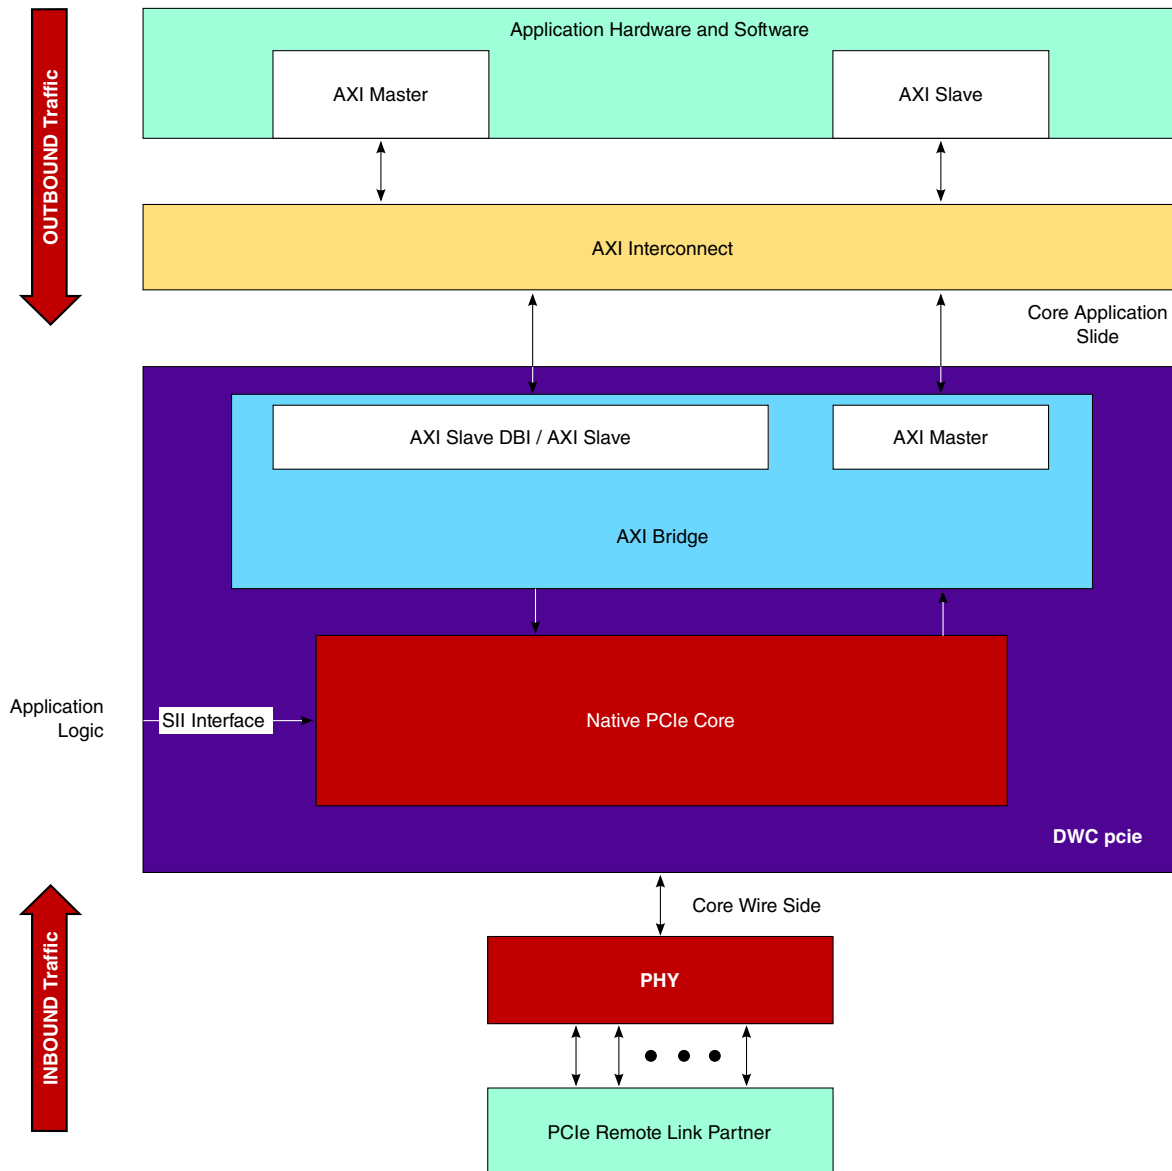 OUTBOUND Traffic
Application Hardware and Software
AXI Master
AXI Slave
AXI Interconnect
Core Application
Slide
AXI Slave DBI / AXI Slave
AXI Master
AXI Bridge
Application
Logic
SII Interface
Native PCIe Core
DWC pcie
INBOUND Traffic
Core Wire Side
PHY
PCIe Remote Link Partner